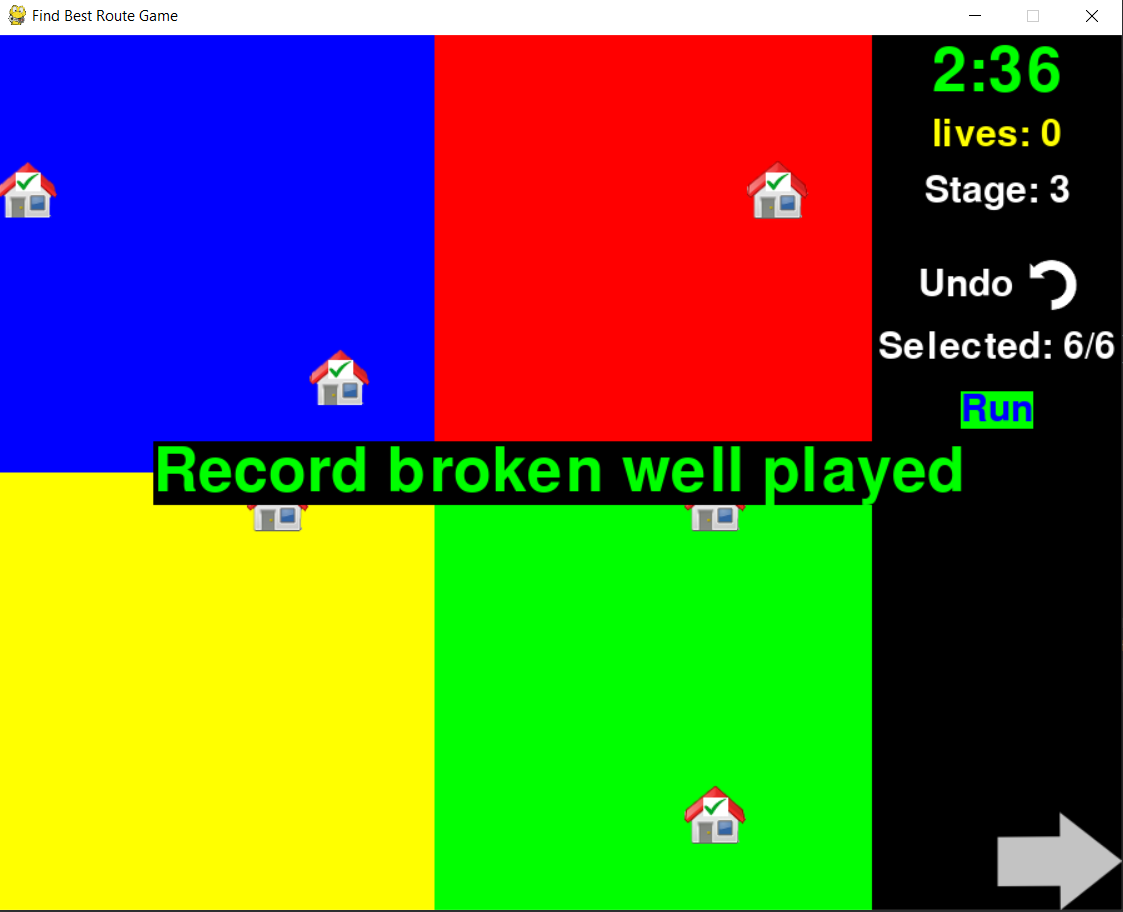 Find Best Route Game
2:36
lives: 0
Stage: 3
Undo
Selected: 6/6
Run
Record broken well played